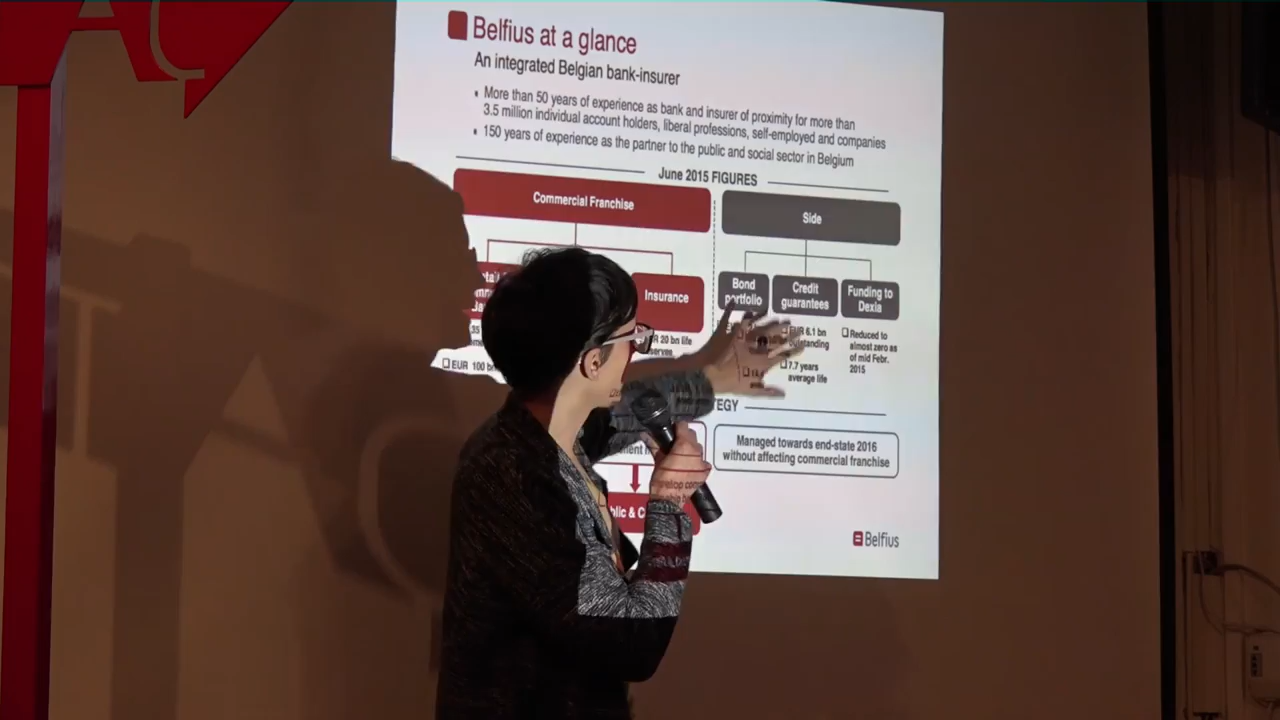 Belfius at a glance
An integrated Belgian bank-insurer
• More than 50 years of experience as bank and insurer of proximity for more than
3.5 million individual account holders, liberal professions, self-employed and companies
• 150 years of experience as the partner to the public and social sector in Belgium
June 2015 FIGURES
Commercial Franchise
Side
Insurance
Bond
portfolio
Credit
guarantees
Funding to
Dexia
20 bn life
EUR 6.1 bn
outstanding
7.7 years
average life
Reduced to
almost zero as
of mid Febr.
2015
EUR 100
Managed towards end-state 2016
without affecting commercial franchise
Belfius